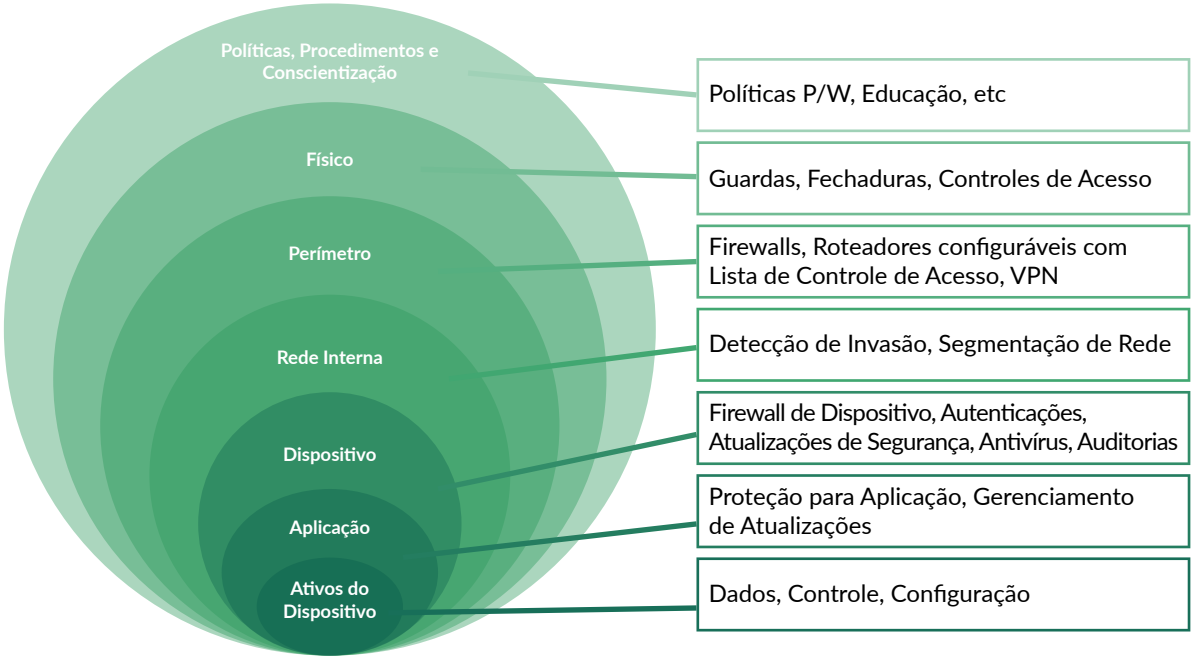 Políticas, Procedimentos e
Conscientização
Físico
Perímetro
Rede Interna
Dispositivo
Aplicação
Ativos do
Dispositivo
Políticas P/W, Educação, etc
Guardas, Fechaduras, Controles de Acesso
Firewalls, Roteadores configuráveis com
Lista de Controle de Acesso, VPN
Detecção de Invasão, Segmentação de Rede
Firewall de Dispositivo, Autenticações,
Atualizações de Segurança, Antivírus, Auditorias
Proteção para Aplicação, Gerenciamento
de Atualizações
Dados, Controle, Configuração